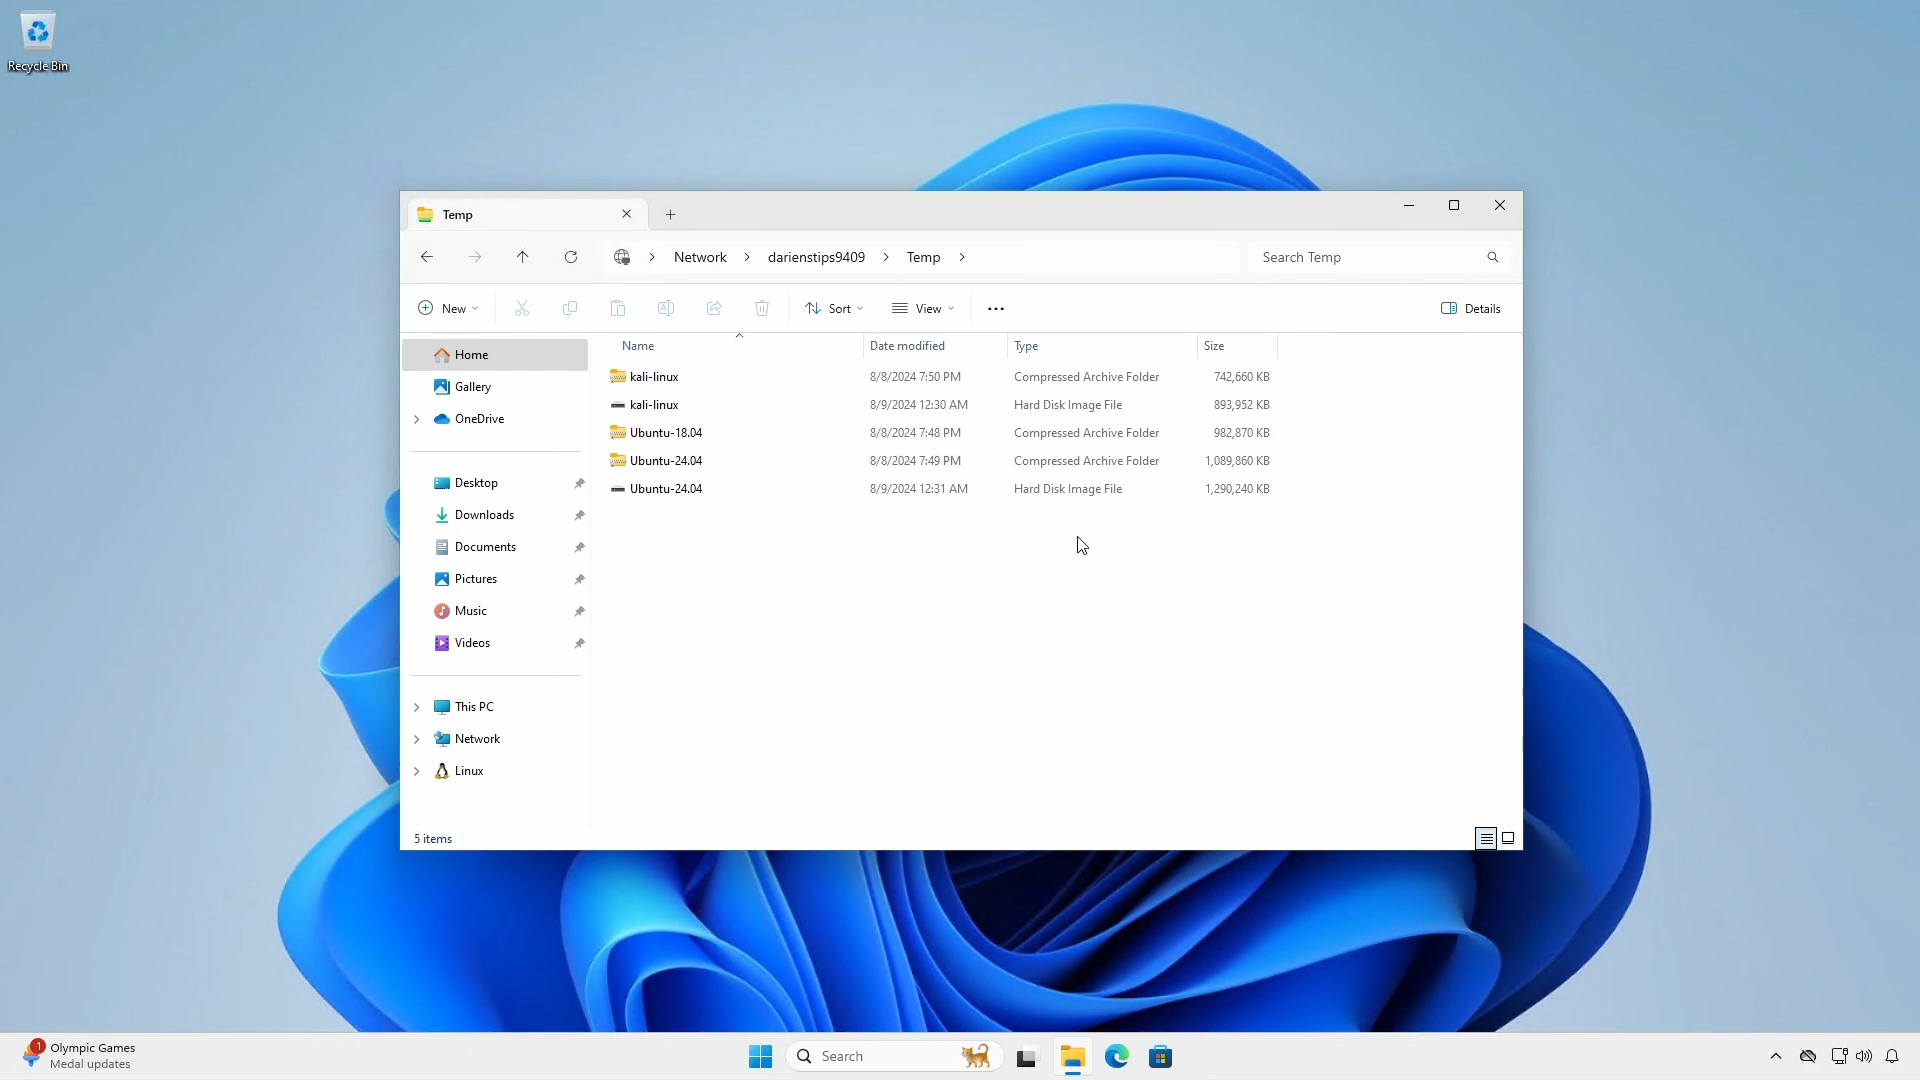 Recycle Bin
Temp
Network darienstips9409 Temp
Search Temp
New Sort View Details
Home
Gallery
OneDrive
Desktop
Downloads
Documents
Pictures
Music
Videos
This PC
Network
Linux
Name Date modified Type Size
kali-linux 8/8/2024 7:50 PM Compressed Archive Folder 742,660 KB
kali-linux 8/9/2024 12:30 AM Hard Disk Image File 893,952 KB
Ubuntu-18.04 8/8/2024 7:48 PM Compressed Archive Folder 982,870 KB
Ubuntu-24.04 8/8/2024 7:49 PM Compressed Archive Folder 1,089,860 KB
Ubuntu-24.04 8/9/2024 12:31 AM Hard Disk Image File 1,290,240 KB
5 items
1
Olympic Games
Medal updates
Search